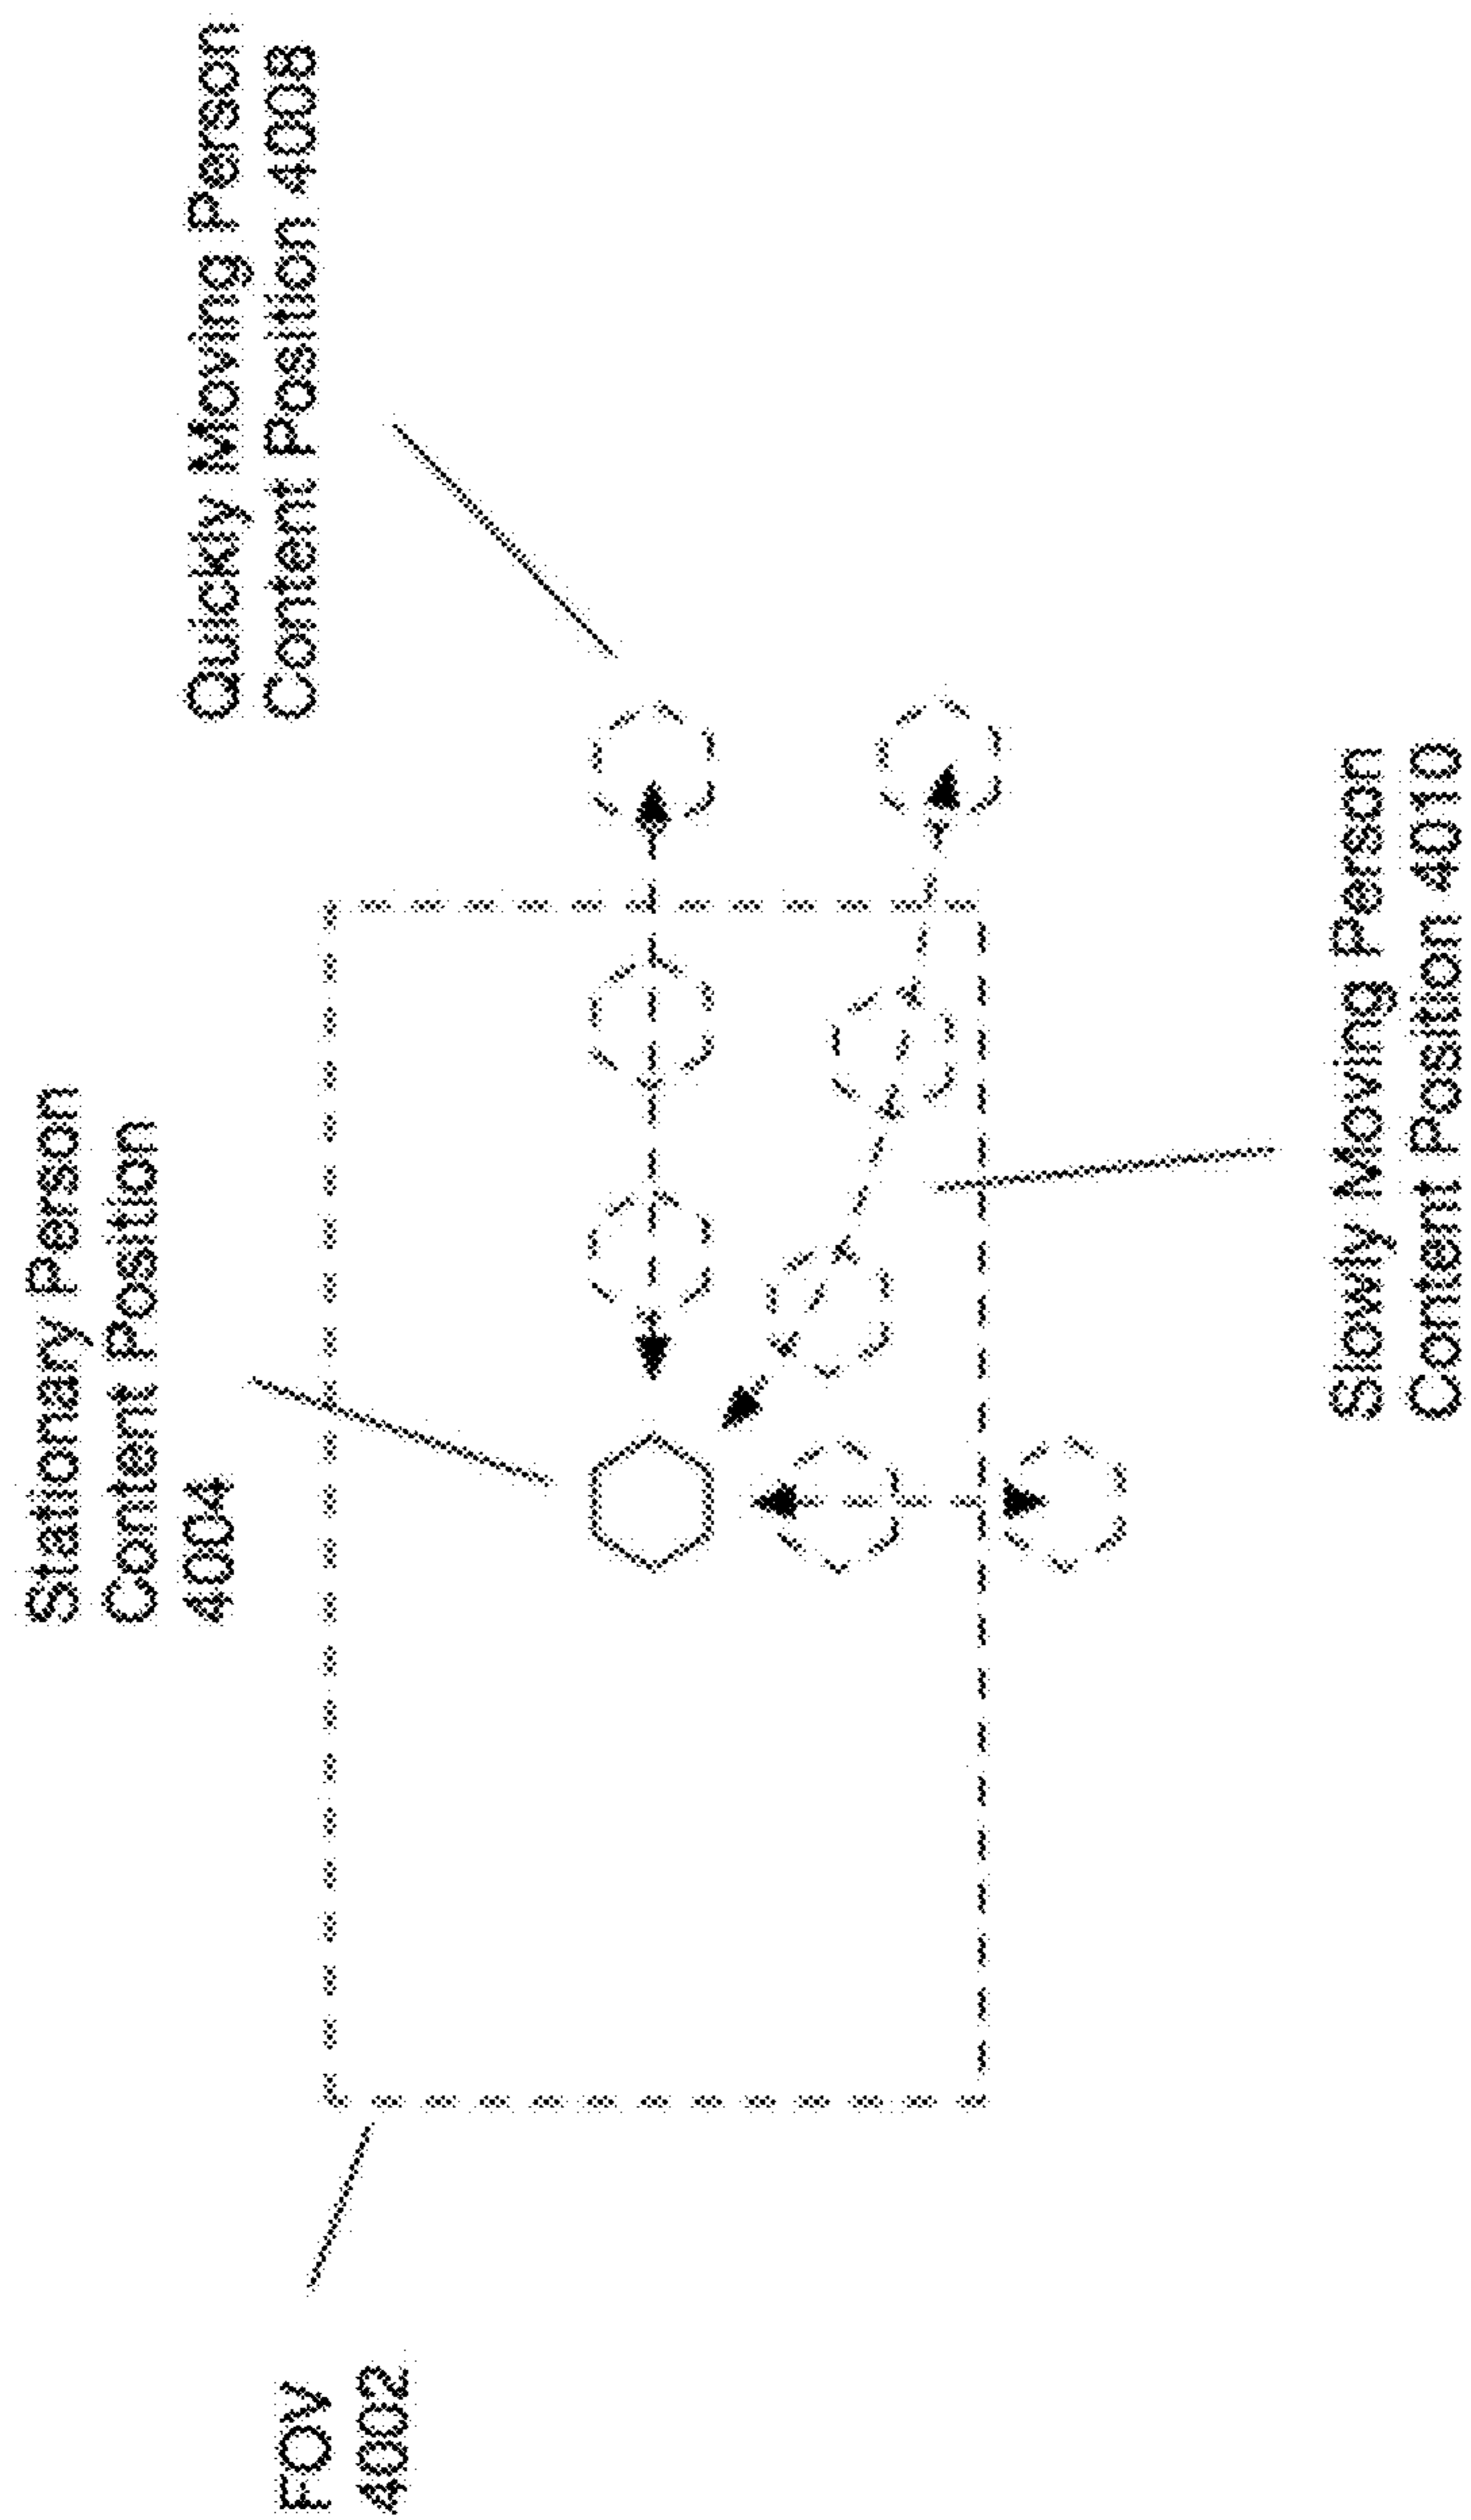 Stationary Person
Content Position
4004
Quickly Moving Person
Content Position 4008
FOV
4002
Slowly Moving Person
Content Position 4010